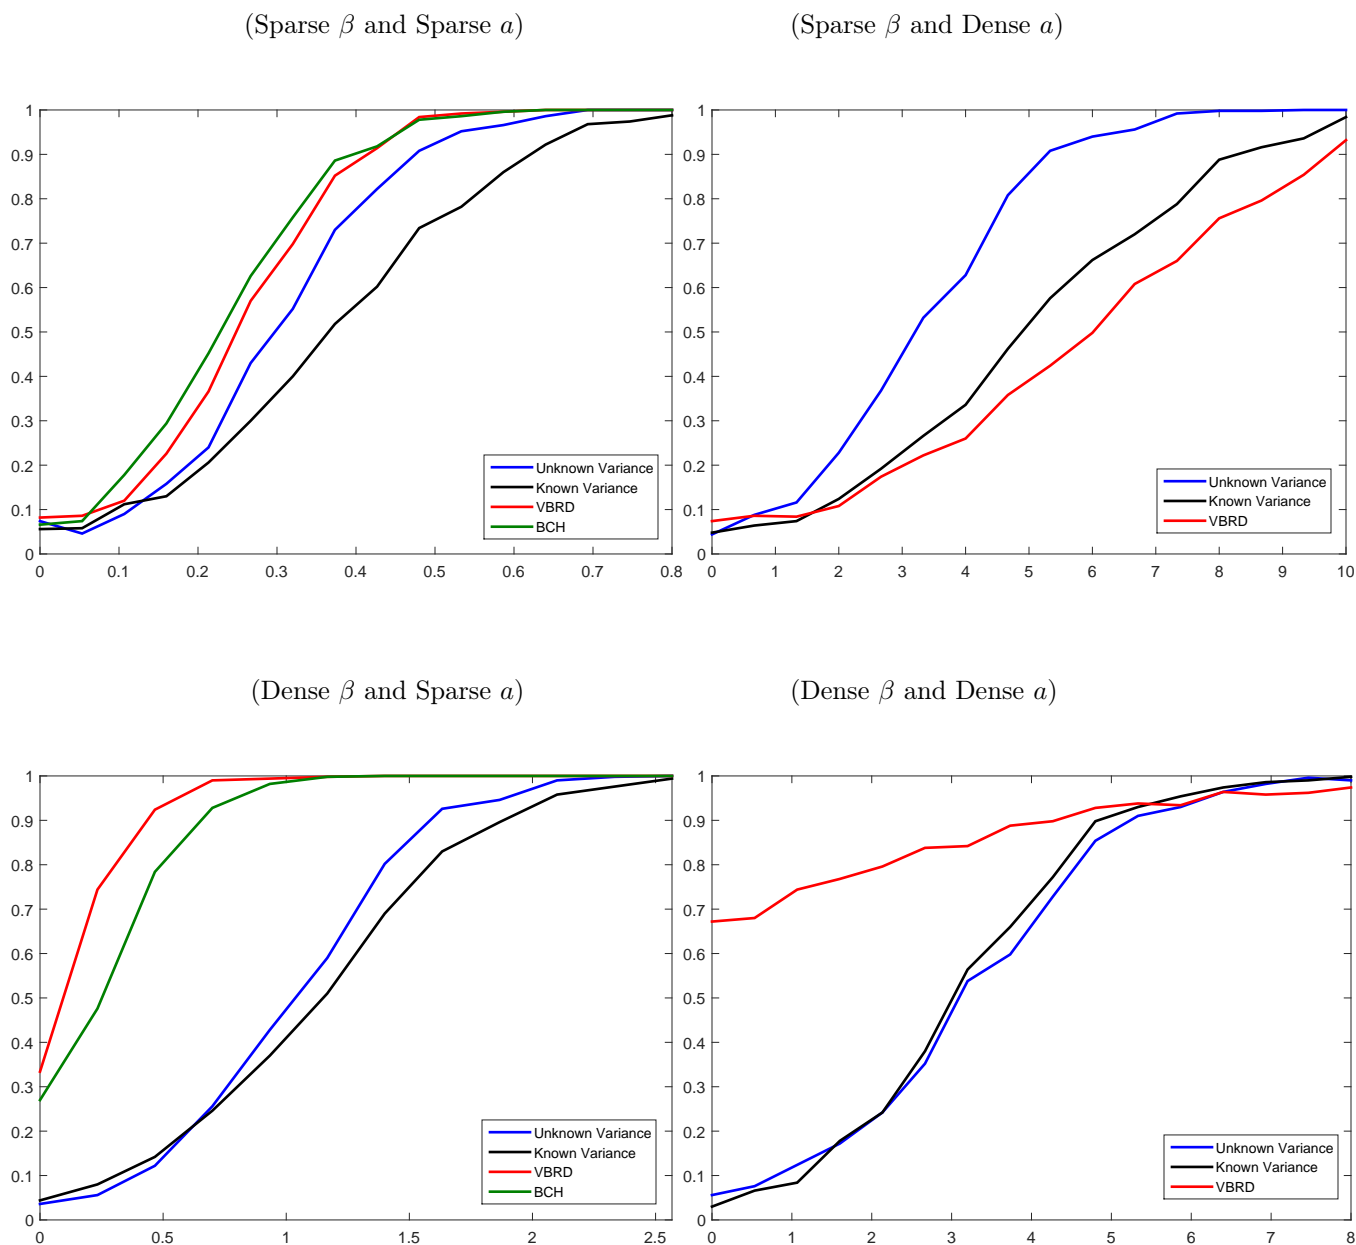 (Sparse β and Sparse a)
1
0.9
0.8
0.7
0.6
0.5
0.4
0.3
0.2
0.1
0
0 0.1 0.2 0.3 0.4 0.5 0.6 0.7 0.8
Unknown Variance
Known Variance
VBRD
BCH
(Sparse β and Dense a)
1
0.9
0.8
0.7
0.6
0.5
0.4
0.3
0.2
0.1
0
0 1 2 3 4 5 6 7 8 9 10
Unknown Variance
Known Variance
VBRD
(Dense β and Sparse a)
1
0.9
0.8
0.7
0.6
0.5
0.4
0.3
0.2
0.1
0
0 0.5 1 1.5 2 2.5
Unknown Variance
Known Variance
VBRD
BCH
(Dense β and Dense a)
1
0.9
0.8
0.7
0.6
0.5
0.4
0.3
0.2
0.1
0
0 1 2 3 4 5 6 7 8
Unknown Variance
Known Variance
VBRD